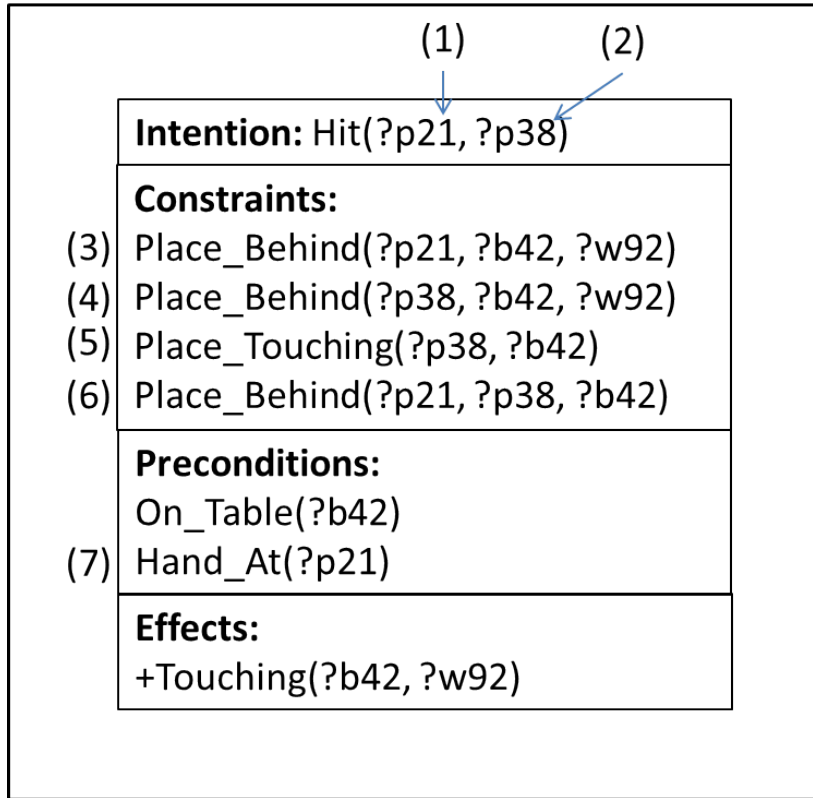 (1) (2)
Intention: Hit(?p21, ?p38)
Constraints:
(3) Place_Behind(?p21, ?b42, ?w92)
(4) Place_Behind(?p38, ?b42, ?w92)
(5) Place_Touching(?p38, ?b42)
(6) Place_Behind(?p21, ?p38, ?b42)
Preconditions:
On_Table(?b42)
(7) Hand_At(?p21)
Effects:
+Touching(?b42, ?w92)